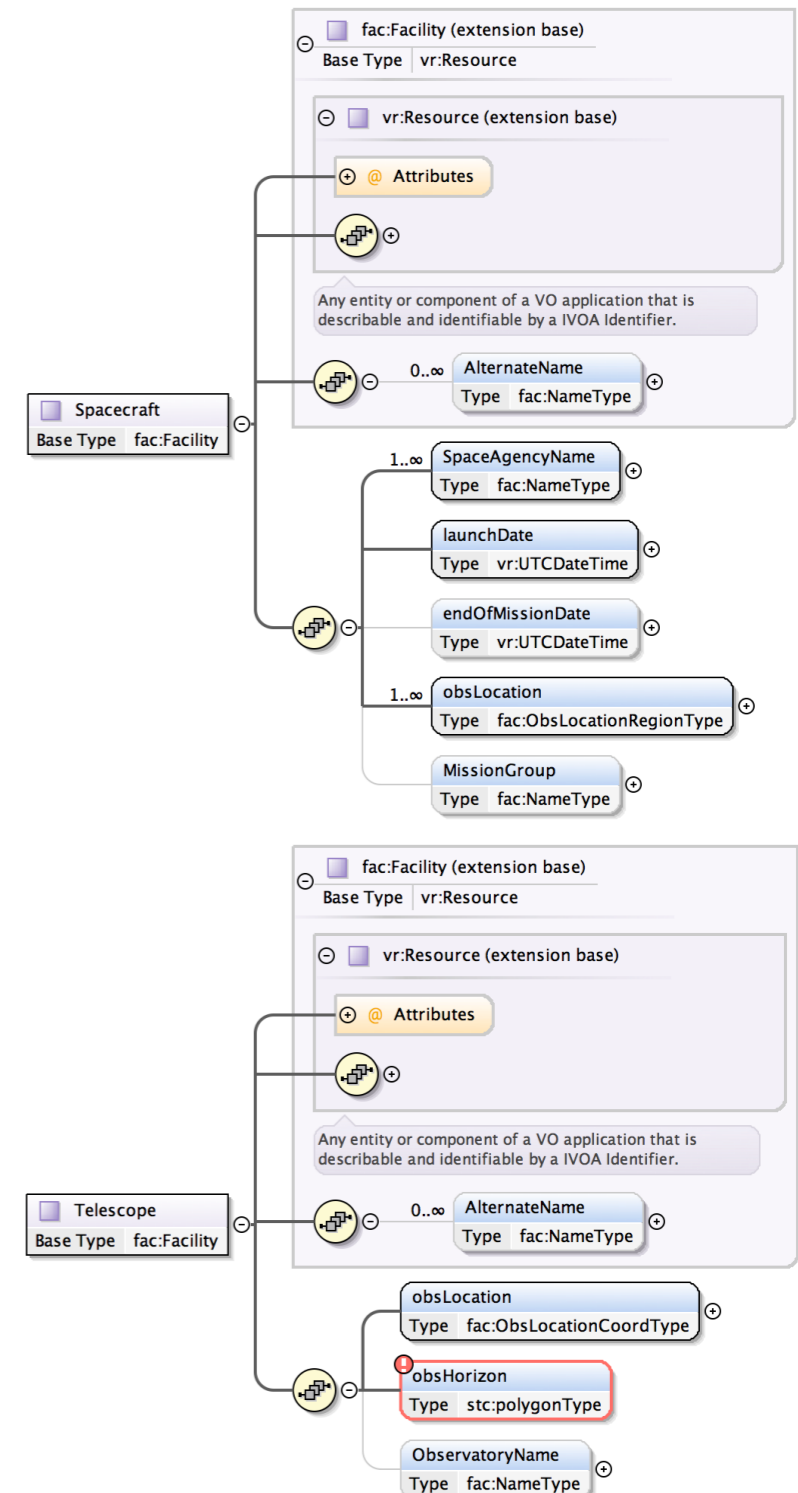 fac:Facility (extension base)
Base Type vr:Resource
vr:Resource (extension base)
@ Attributes
Any entity or component of a VO application that is
describable and identifiable by a IVOA Identifier.
0..∞ AlternateName
Type fac:NameType
Spacecraft
Base Type fac:Facility
1..∞ SpaceAgencyName
Type fac:NameType
launchDate
Type vr:UTCDateTime
endOfMissionDate
Type vr:UTCDateTime
1..∞ obsLocation
Type fac:ObsLocationRegionType
MissionGroup
Type fac:NameType
fac:Facility (extension base)
Base Type vr:Resource
vr:Resource (extension base)
@ Attributes
Any entity or component of a VO application that is
describable and identifiable by a IVOA Identifier.
0..∞ AlternateName
Type fac:NameType
Telescope
Base Type fac:Facility
obsLocation
Type fac:ObsLocationCoordType
obsHorizon
Type stc:polygonType
ObservatoryName
Type fac:NameType